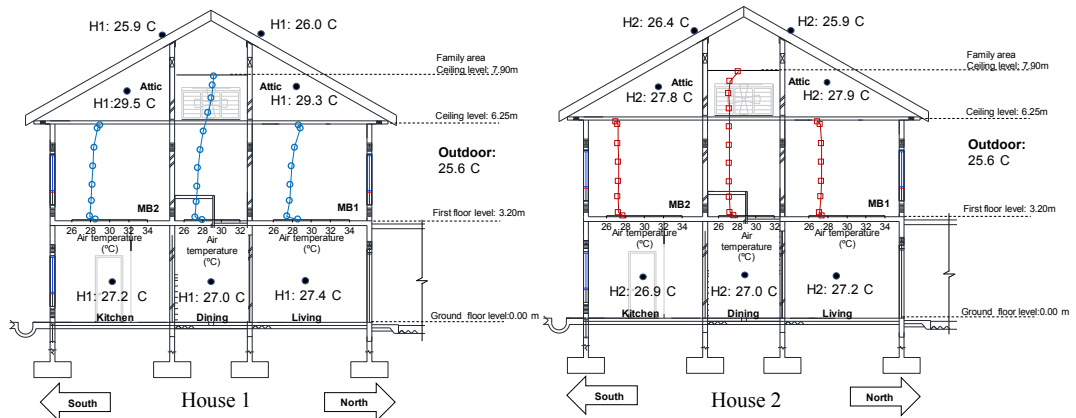 H1: 25.9 C
H1: 26.0 C
Family area
Ceiling level: 7.90m
Attic
Attic
H1:29.5 C
H1: 29.3 C
Ceiling level: 6.25m
Outdoor:
25.6 C
MB2
MB1
First floor level: 3.20m
26 28 30 32 34
26 28 30 32
26 28 30 32 34
Air temperature
(ºC)
Air
temperature
(ºC)
Air temperature
(ºC)
H1: 27.2 C
H1: 27.0 C
H1: 27.4 C
Kitchen
Dining
Living
Ground floor level:0.00 m
South
House 1
North
H2: 26.4 C
H2: 25.9 C
Family area
Ceiling level: 7.90m
Attic
Attic
H2: 27.8 C
H2: 27.9 C
Ceiling level: 6.25m
Outdoor:
25.6 C
MB2
MB1
First floor level: 3.20m
26 28 30 32 34
26 28 30 32
26 28 30 32 34
Air temperature
(ºC)
Air
temperature
(ºC)
Air temperature
(ºC)
H2: 26.9 C
H2: 27.0 C
H2: 27.2 C
Kitchen
Dining
Living
Ground floor level:0.00 m
South
House 2
North